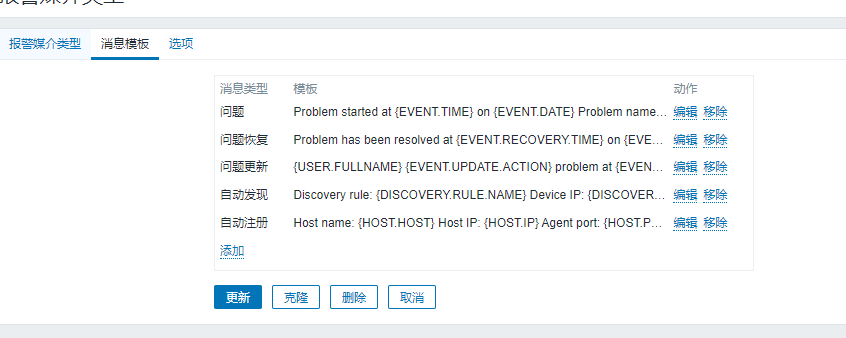 报警媒介类型
报警媒介类型 消息模板 选项
消息类型 模板 动作
问题 Problem started at {EVENT.TIME} on {EVENT.DATE} Problem name... 编辑 移除
问题恢复 Problem has been resolved at {EVENT.RECOVERY.TIME} on {EVE... 编辑 移除
问题更新 {USER.FULLNAME} {EVENT.UPDATE.ACTION} problem at {EVEN... 编辑 移除
自动发现 Discovery rule: {DISCOVERY.RULE.NAME} Device IP: {DISCOVER... 编辑 移除
自动注册 Host name: {HOST.HOST} Host IP: {HOST.IP} Agent port: {HOST.P... 编辑 移除
添加
更新 克隆 删除 取消